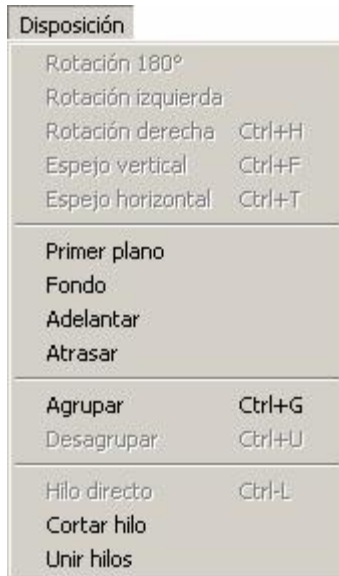 Disposición
Rotación 180°
Rotación izquierda
Rotación derecha Ctrl+H
Espejo vertical Ctrl+F
Espejo horizontal Ctrl+T
Primer plano
Fondo
Adelantar
Atrasar
Agrupar Ctrl+G
Desagrupar Ctrl+U
Hilo directo Ctrl-L
Cortar hilo
Unir hilos